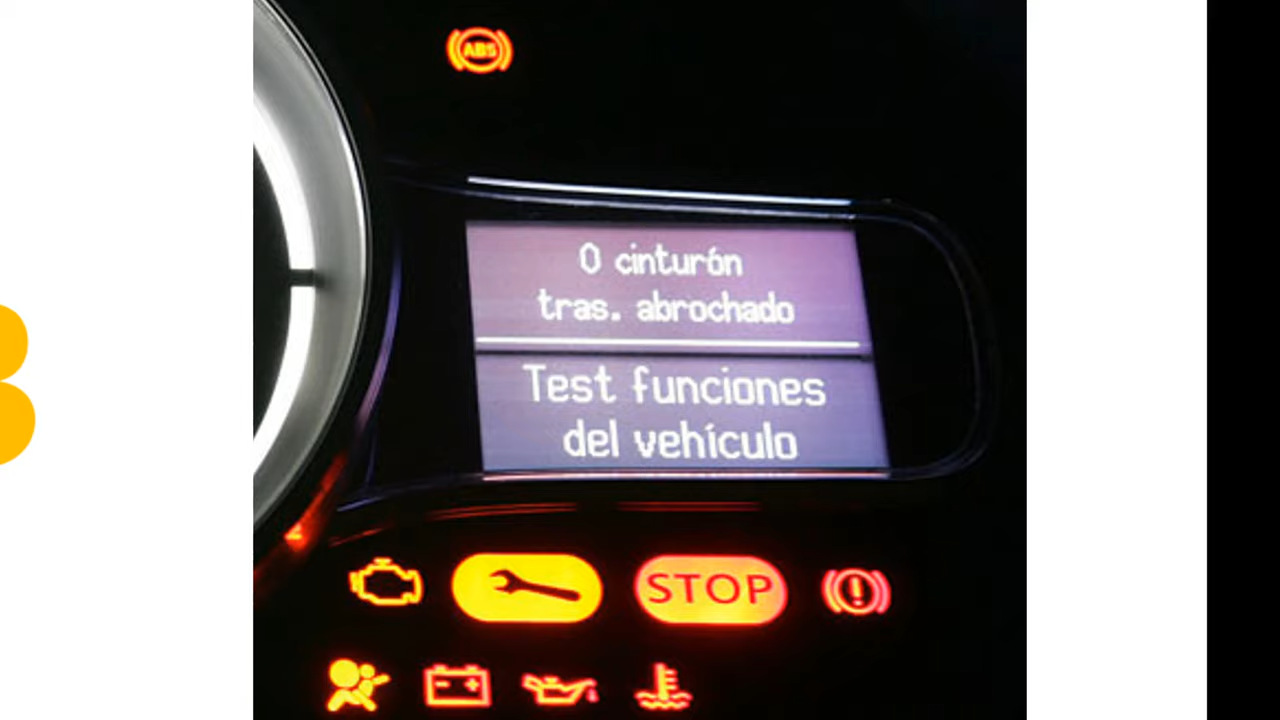 ABS
0 cinturón
tras. abrochado
Test funciones
del vehículo
STOP